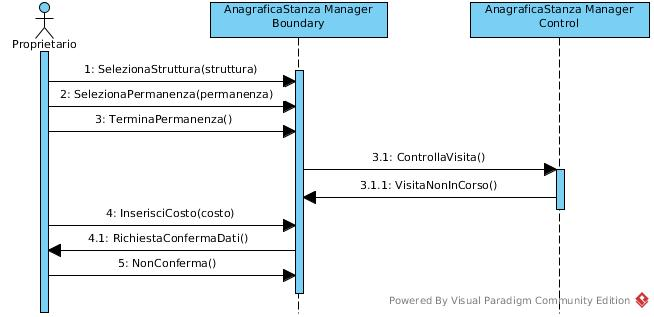 AnagraficaStanza Manager
Boundary
AnagraficaStanza Manager
Control
Proprietario
1: SelezionaStruttura(struttura)
2: SelezionaPermanenza(permanenza)
3: TerminaPermanenza()
3.1: ControllaVisita()
3.1.1: VisitaNonInCorso()
4: InserisciCosto(costo)
4.1: RichiestaConfermaDati()
5: NonConferma()
Powered By Visual Paradigm Community Edition